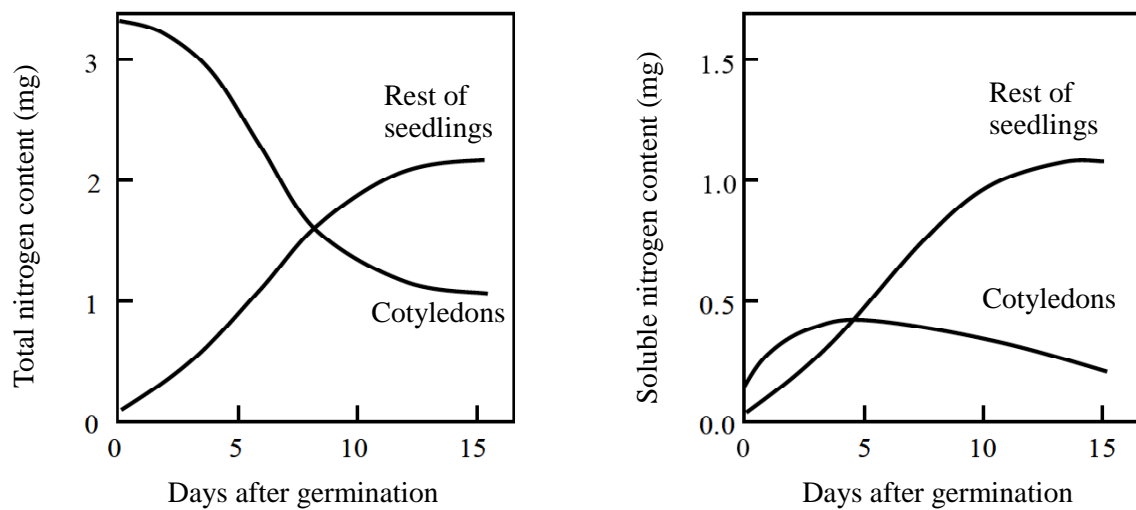 Total nitrogen content (mg)
3
2
1
0
Rest of
seedlings
Cotyledons
0 5 10 15
Days after germination
Soluble nitrogen content (mg)
1.5
1.0
0.5
0.0
Rest of
seedlings
Cotyledons
0 5 10 15
Days after germination